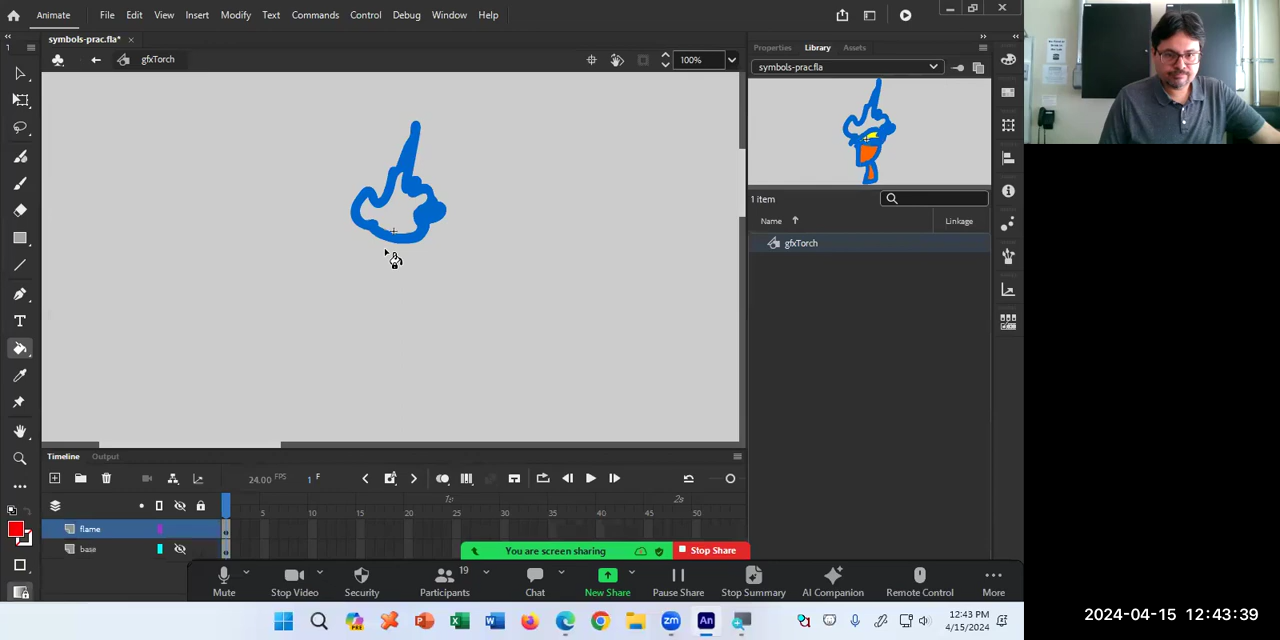 Animate File Edit View Insert Modify Text Commands Control Debug Window Help
symbols-prac.fla* ×
gfxTorch 100%
Properties Library Assets
symbols-prac.fla
1 item
Name Linkage
gfxTorch
Timeline Output
24.00 FPS 1 F
1s 2s
5 10 15 20 25 30 35 40 45 50
flame
base
You are screen sharing Stop Share
19
Mute Stop Video Security Participants Chat New Share Pause Share Stop Summary AI Companion Remote Control More
12:43 PM
4/15/2024
2024-04-15 12:43:39